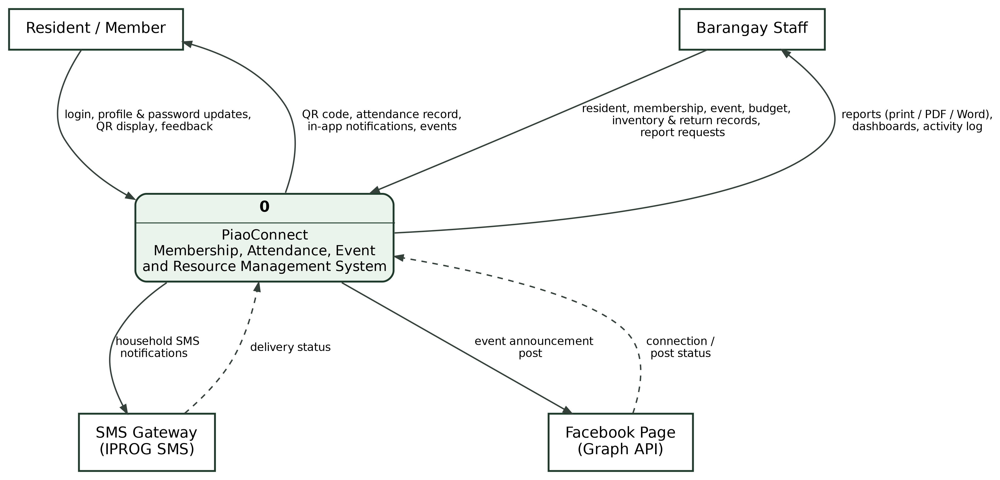 Resident / Member
Barangay Staff
login, profile & password updates,
QR display, feedback
QR code, attendance record,
in-app notifications, events
resident, membership, event, budget,
inventory & return records,
report requests
reports (print / PDF / Word),
dashboards, activity log
0
PiaoConnect
Membership, Attendance, Event
and Resource Management System
household SMS
notifications
delivery status
event announcement
post
connection /
post status
SMS Gateway
(IPROG SMS)
Facebook Page
(Graph API)